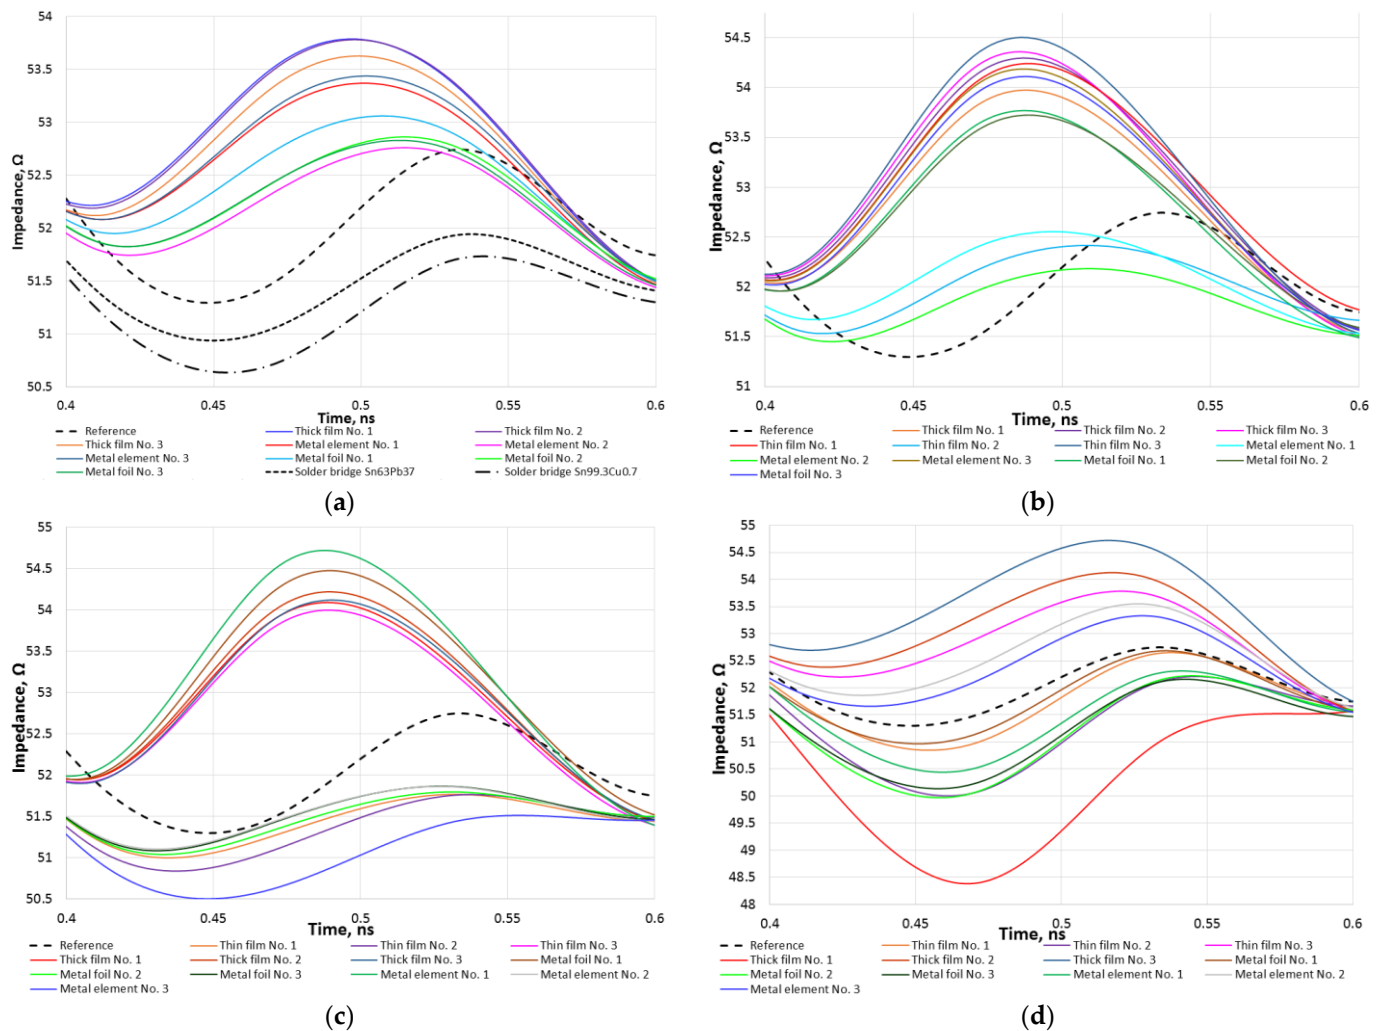 54
53.5
53
52.5
52
51.5
51
50.5
Impedance, Ω
0.4
0.45
0.5
0.55
0.6
Time, ns
Reference
Thick film No. 1
Thick film No. 2
Thick film No. 3
Metal element No. 1
Metal element No. 2
Metal element No. 3
Metal foil No. 1
Metal foil No. 2
Metal foil No. 3
Solder bridge Sn63Pb37
Solder bridge Sn99.3Cu0.7
(a)
54.5
54
53.5
53
52.5
52
51.5
51
Impedance, Ω
0.4
0.45
0.5
0.55
0.6
Time, ns
Reference
Thick film No. 1
Thick film No. 2
Thick film No. 3
Thin film No. 1
Thin film No. 2
Thin film No. 3
Metal element No. 1
Metal element No. 2
Metal element No. 3
Metal foil No. 1
Metal foil No. 2
Metal foil No. 3
(b)
55
54.5
54
53.5
53
52.5
52
51.5
51
50.5
Impedance, Ω
0.4
0.45
0.5
0.55
0.6
Time, ns
Reference
Thin film No. 1
Thin film No. 2
Thin film No. 3
Thick film No. 1
Thick film No. 2
Thick film No. 3
Metal foil No. 1
Metal foil No. 2
Metal foil No. 3
Metal element No. 1
Metal element No. 2
Metal element No. 3
(c)
55
54.5
54
53.5
53
52.5
52
51.5
51
50.5
50
49.5
49
48.5
48
Impedance, Ω
0.4
0.45
0.5
0.55
0.6
Time, ns
Reference
Thin film No. 1
Thin film No. 2
Thin film No. 3
Thick film No. 1
Thick film No. 2
Thick film No. 3
Metal foil No. 1
Metal foil No. 2
Metal foil No. 3
Metal element No. 1
Metal element No. 2
Metal element No. 3
(d)